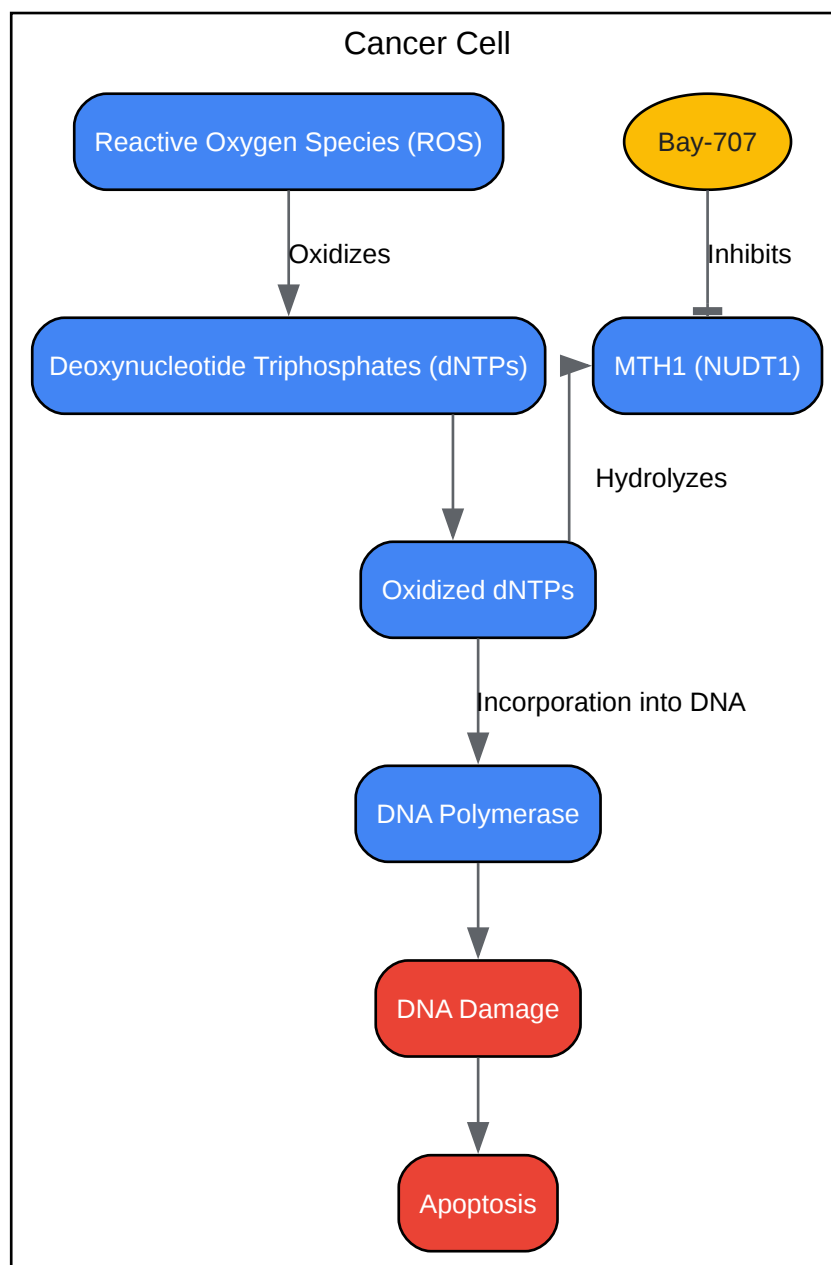 Cancer Cell
Reactive Oxygen Species (ROS)
Bay-707
Oxidizes
Inhibits
Deoxynucleotide Triphosphates (dNTPs)
MTH1 (NUDT1)
Hydrolyzes
Oxidized dNTPs
Incorporation into DNA
DNA Polymerase
DNA Damage
Apoptosis